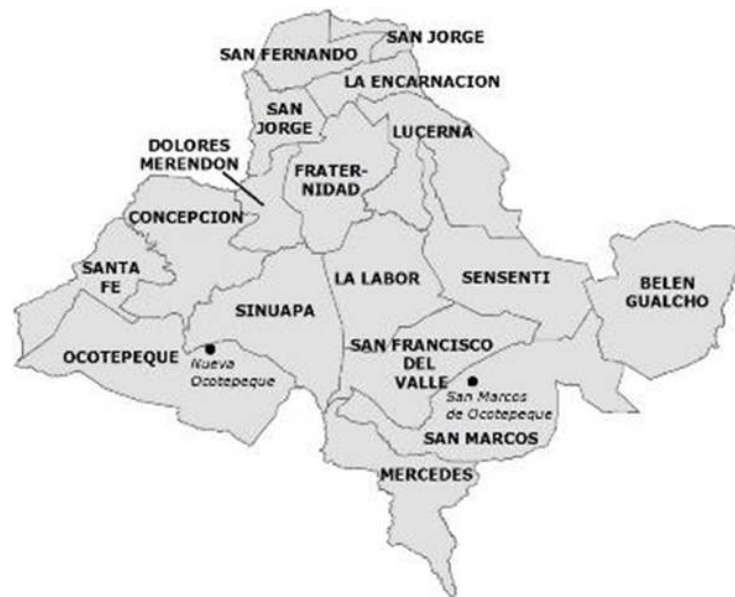 SAN JORGE
SAN FERNANDO
LA ENCARNACION
SAN
JORGE
LUCERNA
DOLORES
MERENDON
FRATER-
NIDAD
CONCEPCION
SANTA
FE
LA LABOR
SENSENTI
BELEN
GUALCHO
SINUAPA
OCOTEPEQUE
Nueva
Ocotepeque
SAN FRANCISCO
DEL
VALLE
San Marcos
de Ocotepeque
SAN MARCOS
MERCEDES